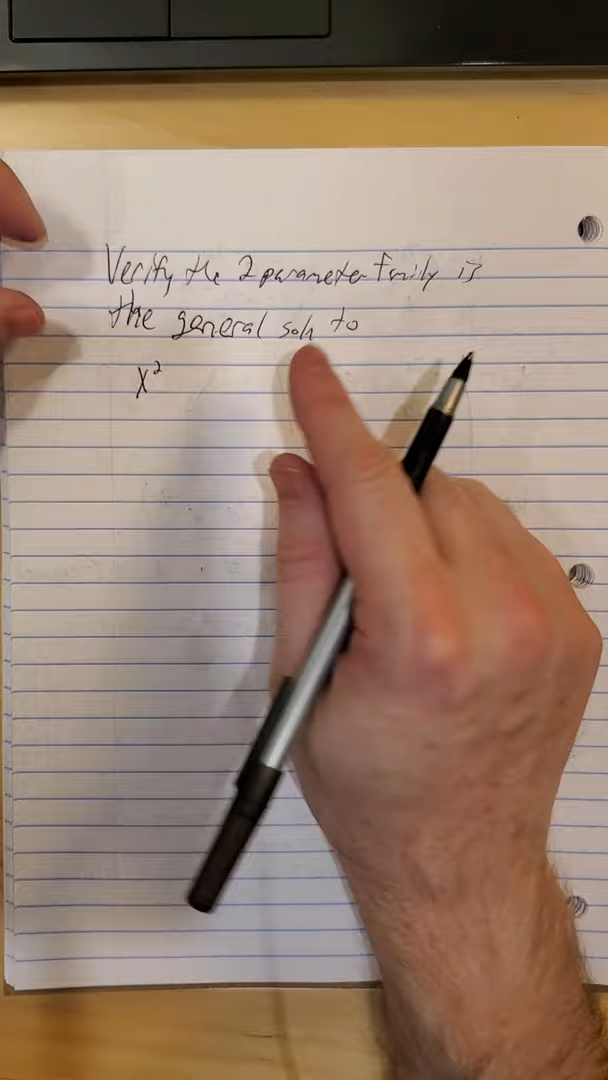 Verify the 2 parameter family is
the general soln to
x²